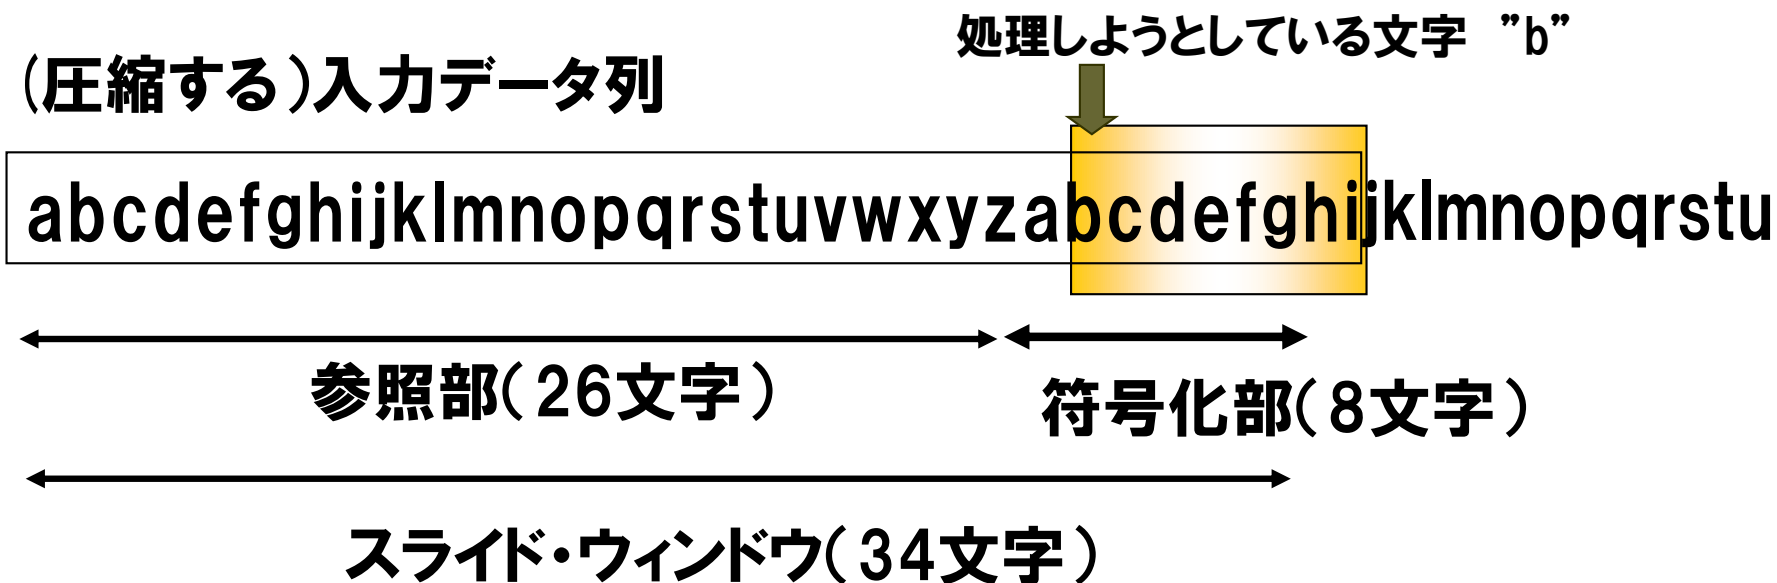 処理しようとしている文字 ”b”
(圧縮する)入力データ列
abcdefghijklmnopqrstuvwxyzabcdefghijklmnopqrstu
参照部(26文字)
符号化部(8文字)
スライド・ウィンドウ(34文字)